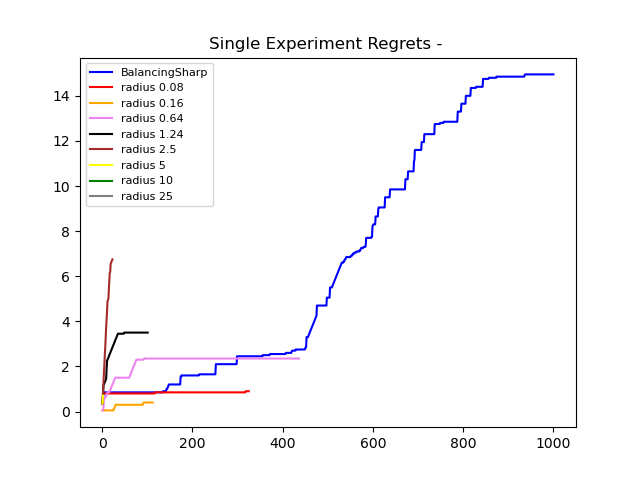 Single Experiment Regrets -
BalancingSharp
radius 0.08
radius 0.16
radius 0.64
radius 1.24
radius 2.5
radius 5
radius 10
radius 25
14
12
10
8
6
4
2
0
0 200 400 600 800 1000